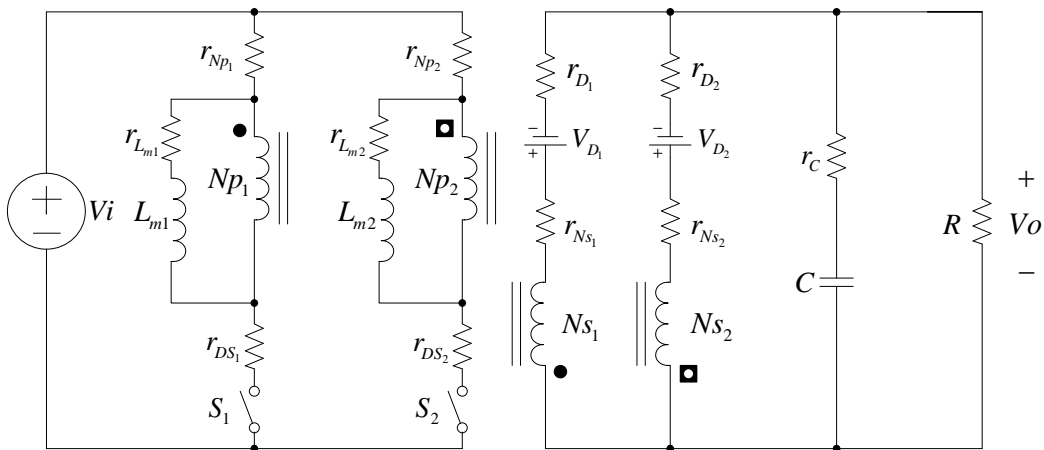 r_{Np_1}
r_{Np_2}
r_{D_1}
r_{D_2}
− −
r_{L_{m1}}
r_{L_{m2}}
V_{D_1}
V_{D_2}
+ +
r_C
Np_1
Np_2
+
Vi
−
L_{m1}
L_{m2}
r_{Ns_1}
r_{Ns_2}
R
+
Vo
−
C
r_{DS_1}
r_{DS_2}
Ns_1
Ns_2
S_1
S_2